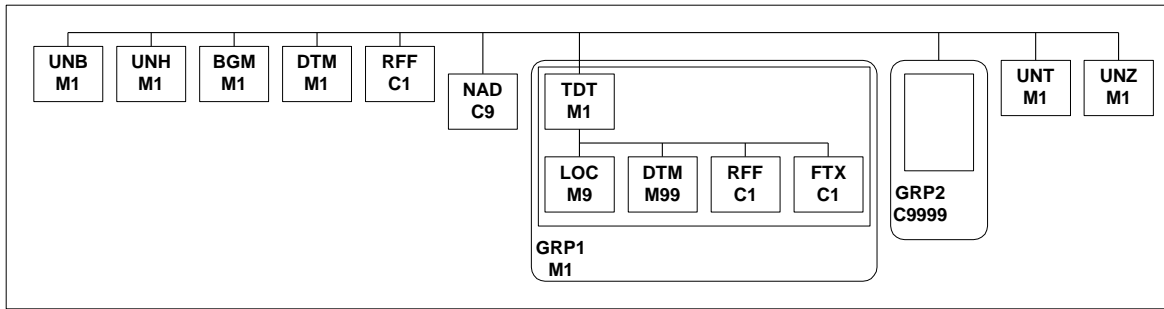 UNB
M1
UNH
M1
BGM
M1
DTM
M1
RFF
C1
NAD
C9
TDT
M1
LOC
M9
DTM
M99
RFF
C1
FTX
C1
GRP1
M1
GRP2
C9999
UNT
M1
UNZ
M1